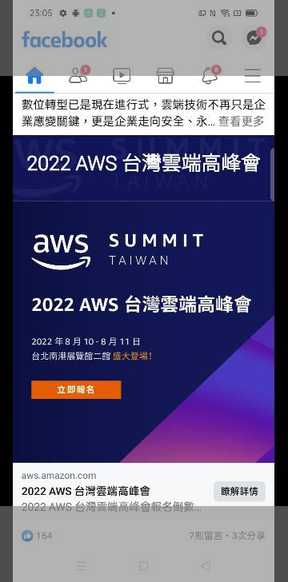 23:05
facebook
數位轉型已是現在進行式，雲端技術不再只是企
業應變關鍵，更是企業走向安全、永... 查看更多
2022 AWS 台灣雲端高峰會
aws SUMMIT
TAIWAN
2022 AWS 台灣雲端高峰會
2022 年 8 月 10 - 8 月 11 日
台北南港展覽館二館 盛大登場!
立即報名
aws.amazon.com
2022 AWS 台灣雲端高峰會
瞭解詳情
2022 AWS 台灣雲端高峰會報名倒數...
164
7則留言・3次分享